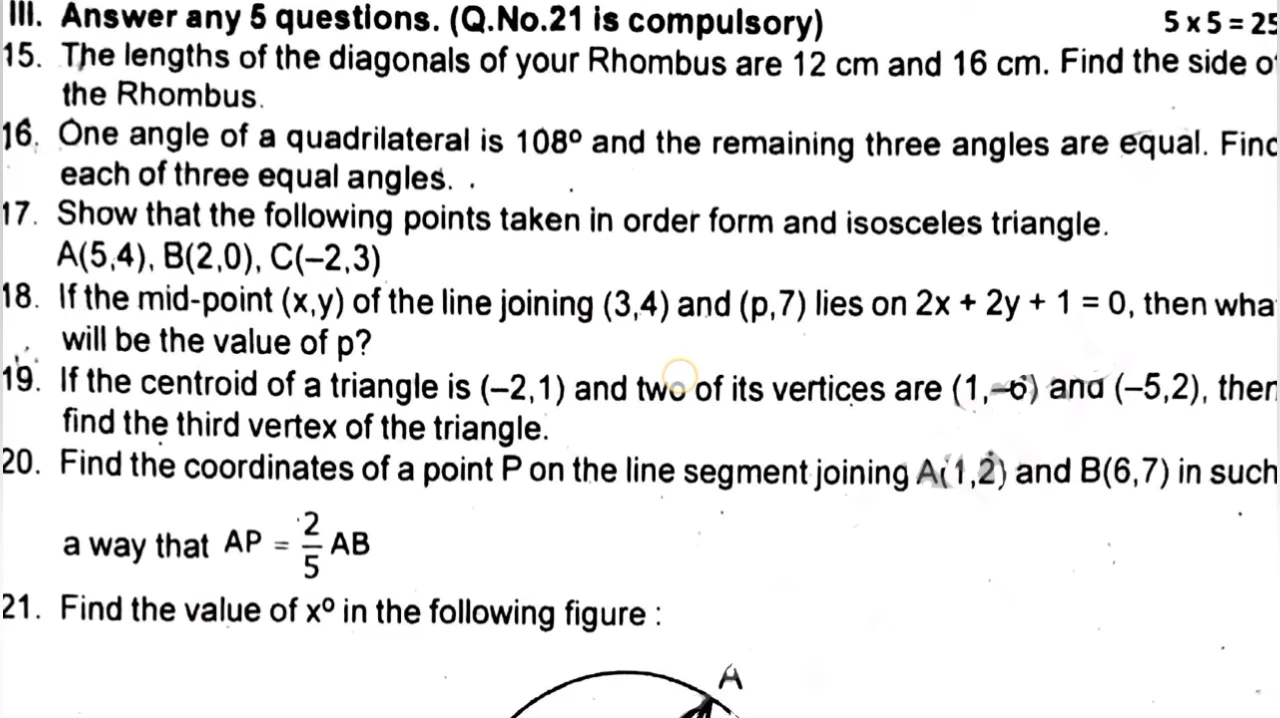 III. Answer any 5 questions. (Q.No.21 is compulsory) 5 x 5 = 25
15. The lengths of the diagonals of your Rhombus are 12 cm and 16 cm. Find the side o
the Rhombus.
16. One angle of a quadrilateral is 108⁰ and the remaining three angles are equal. Find
each of three equal angles.
17. Show that the following points taken in order form and isosceles triangle.
A(5,4), B(2,0), C(–2,3)
18. If the mid-point (x,y) of the line joining (3,4) and (p,7) lies on 2x + 2y + 1 = 0, then wha
will be the value of p?
19. If the centroid of a triangle is (–2,1) and two of its vertices are (1,–6) and (–5,2), then
find the third vertex of the triangle.
20. Find the coordinates of a point P on the line segment joining A(1,2) and B(6,7) in such
a way that AP = 2/5 AB
21. Find the value of x⁰ in the following figure :
A